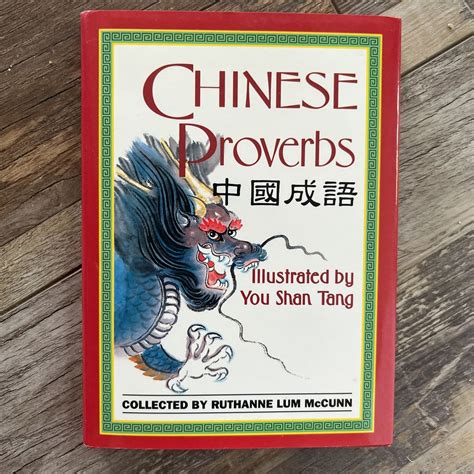 CHINESE
Proverbs
中國成語
Illustrated by
You Shan Tang
COLLECTED BY RUTHANNE LUM McCUNN